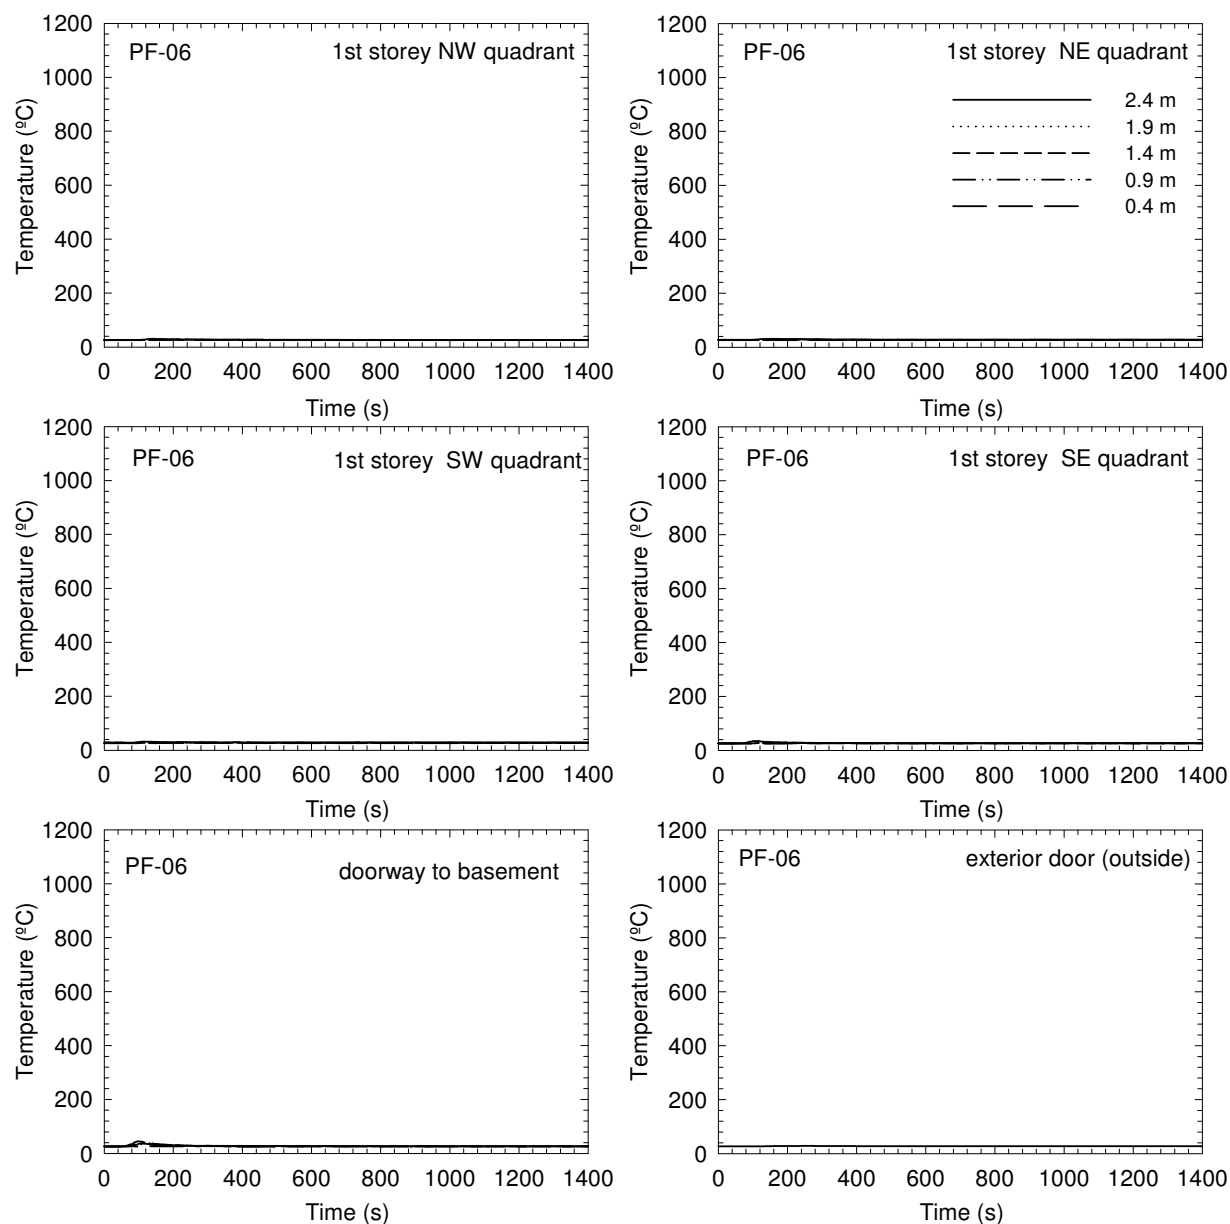 PF-06 1st storey NW quadrant
Temperature (ºC)
1200
1000
800
600
400
200
0
0 200 400 600 800 1000 1200 1400
Time (s)
PF-06 1st storey NE quadrant
2.4 m
1.9 m
1.4 m
0.9 m
0.4 m
Temperature (ºC)
1200
1000
800
600
400
200
0
0 200 400 600 800 1000 1200 1400
Time (s)
PF-06 1st storey SW quadrant
Temperature (ºC)
1200
1000
800
600
400
200
0
0 200 400 600 800 1000 1200 1400
Time (s)
PF-06 1st storey SE quadrant
Temperature (ºC)
1200
1000
800
600
400
200
0
0 200 400 600 800 1000 1200 1400
Time (s)
PF-06 doorway to basement
Temperature (ºC)
1200
1000
800
600
400
200
0
0 200 400 600 800 1000 1200 1400
Time (s)
PF-06 exterior door (outside)
Temperature (ºC)
1200
1000
800
600
400
200
0
0 200 400 600 800 1000 1200 1400
Time (s)